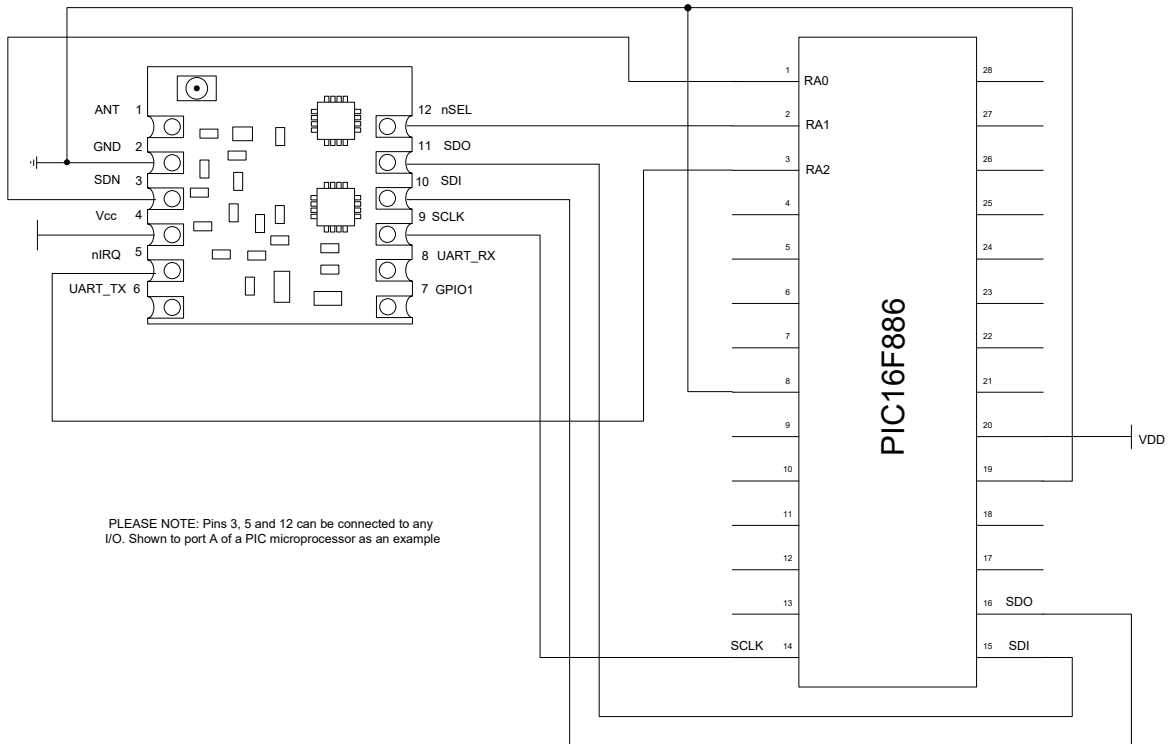 ANT 1
GND 2
SDN 3
Vcc 4
nIRQ 5
UART_TX 6
12 nSEL
11 SDO
10 SDI
9 SCLK
8 UART_RX
7 GPIO1
PLEASE NOTE: Pins 3, 5 and 12 can be connected to any
I/O. Shown to port A of a PIC microprocessor as an example
1 RA0
2 RA1
3 RA2
4
5
6
7
8
9
10
11
12
13
SCLK 14
PIC16F886
28
27
26
25
24
23
22
21
20 VDD
19
18
17
16 SDO
15 SDI